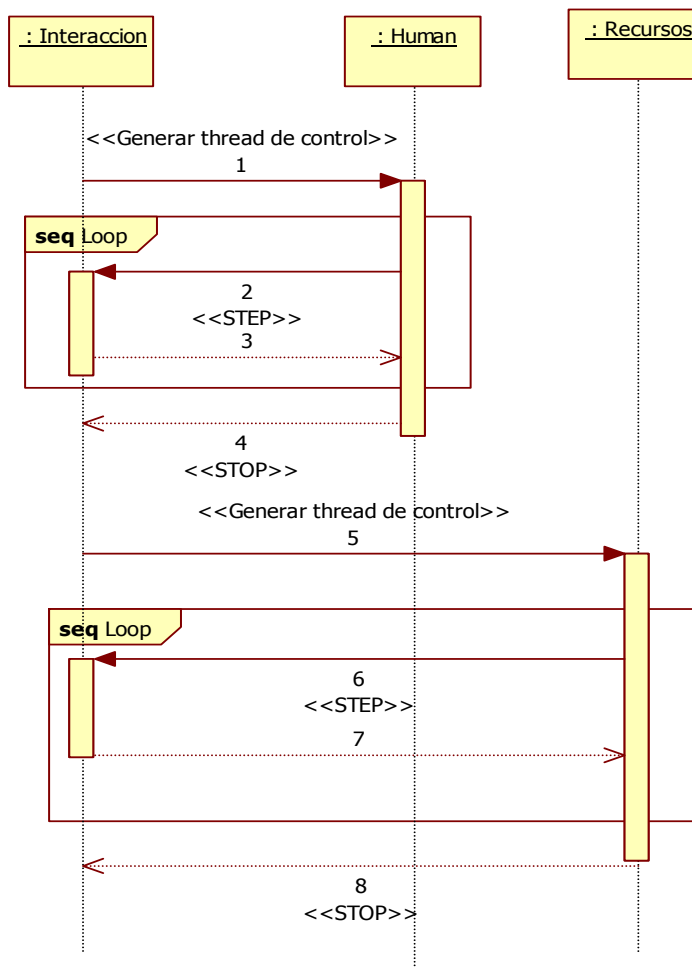 : Interaccion
: Human
: Recursos
<<Generar thread de control>>
1
seq Loop
2
<<STEP>>
3
4
<<STOP>>
<<Generar thread de control>>
5
seq Loop
6
<<STEP>>
7
8
<<STOP>>